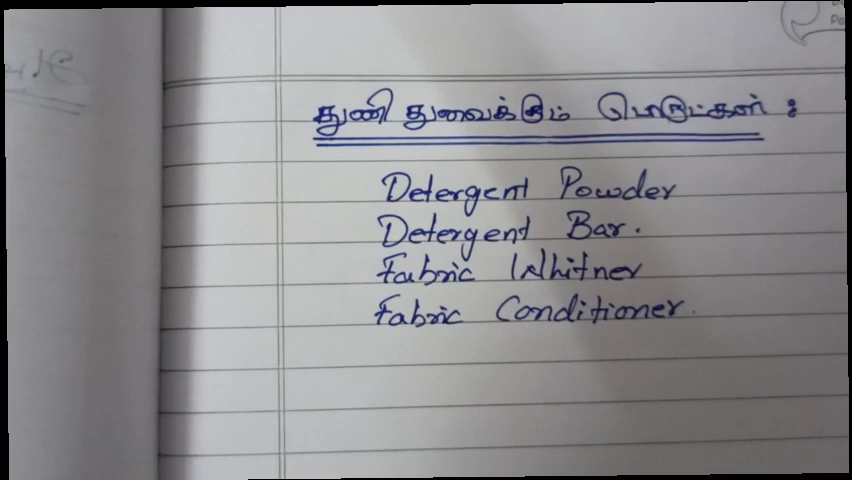 துணி துவைக்கும் பொருட்கள் :
Detergent Powder
Detergent Bar.
Fabric Whitner
Fabric Conditioner.